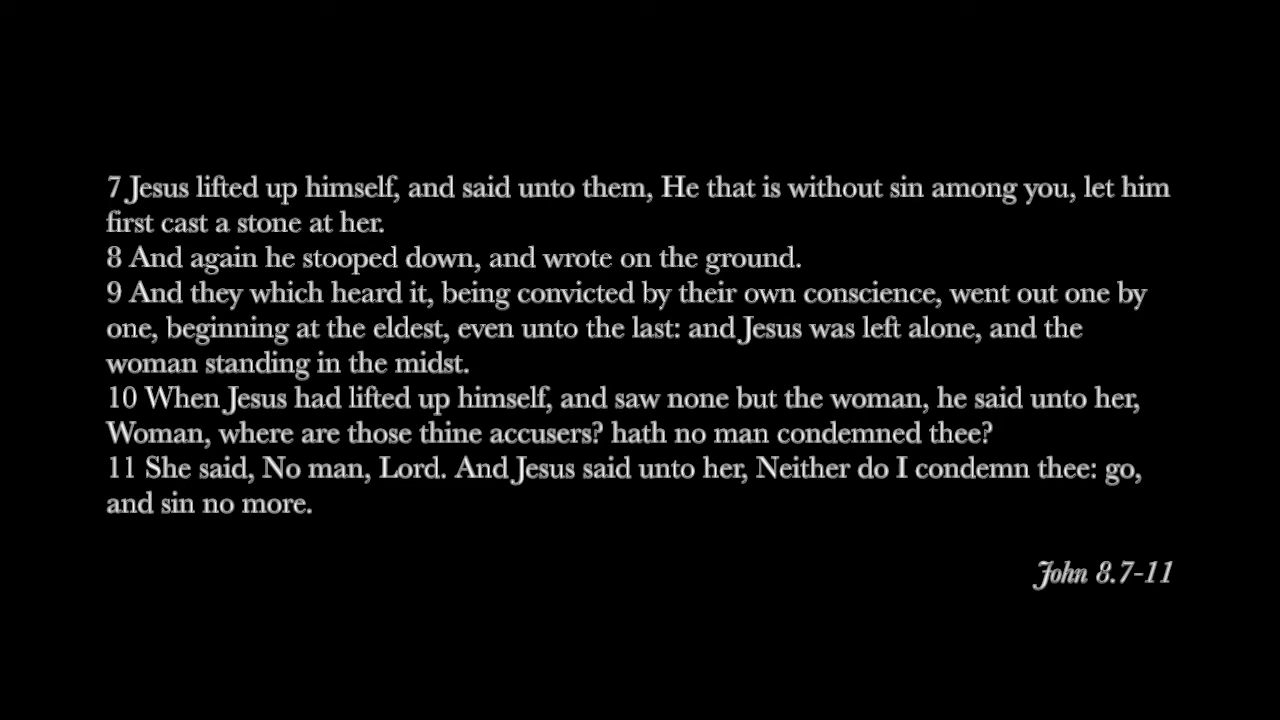 7 Jesus lifted up himself, and said unto them, He that is without sin among you, let him
first cast a stone at her.
8 And again he stooped down, and wrote on the ground.
9 And they which heard it, being convicted by their own conscience, went out one by
one, beginning at the eldest, even unto the last: and Jesus was left alone, and the
woman standing in the midst.
10 When Jesus had lifted up himself, and saw none but the woman, he said unto her,
Woman, where are those thine accusers? hath no man condemned thee?
11 She said, No man, Lord. And Jesus said unto her, Neither do I condemn thee: go,
and sin no more.
John 8.7-11